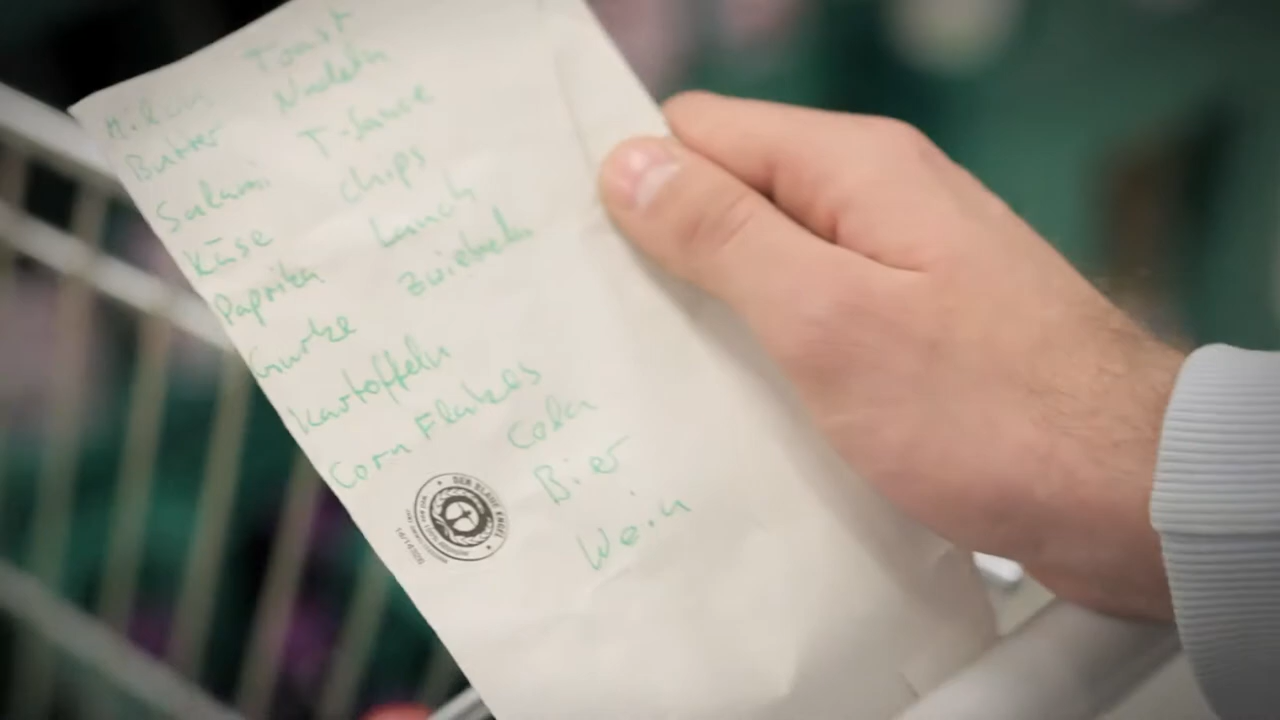 Butter
Salami
Käse
Paprika
Gurke
Kartoffeln
Corn Flakes
Toast
Nudeln
T-Sauce
Chips
Lauch
Zwiebeln
Cola
Bier
Wein
DER BLAUE ENGEL